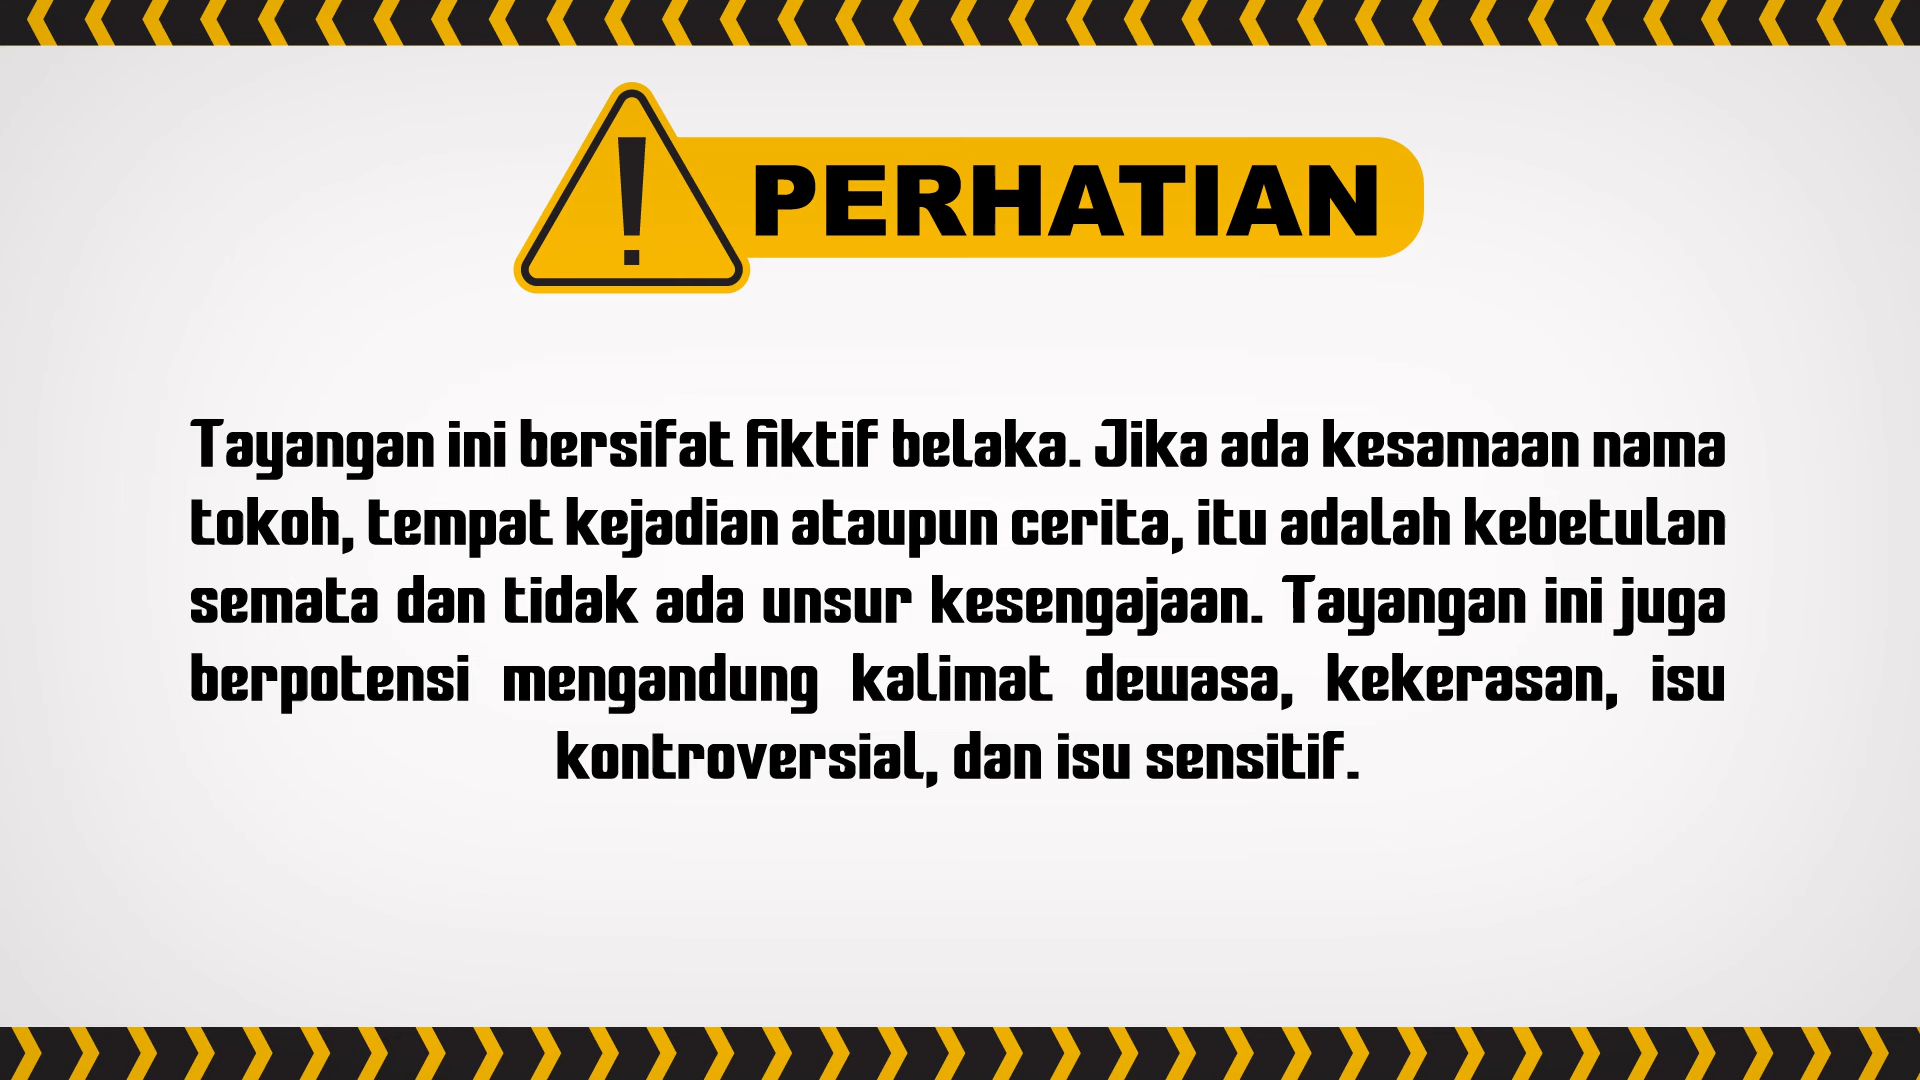 PERHATIAN
Tayangan ini bersifat fiktif belaka. Jika ada kesamaan nama
tokoh, tempat kejadian ataupun cerita, itu adalah kebetulan
semata dan tidak ada unsur kesengajaan. Tayangan ini juga
berpotensi mengandung kalimat dewasa, kekerasan, isu
kontroversial, dan isu sensitif.